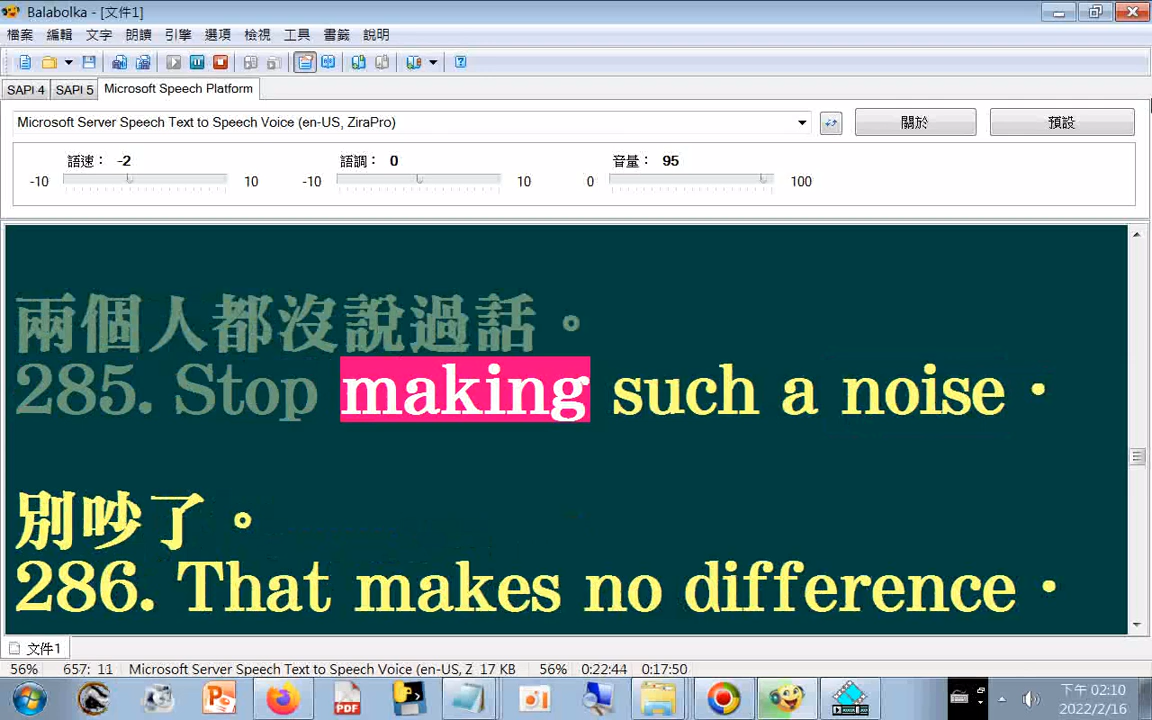 Balabolka - [文件1]
檔案 編輯 文字 朗讀 引擎 選項 檢視 工具 書籤 說明
SAPI 4 SAPI 5 Microsoft Speech Platform
Microsoft Server Speech Text to Speech Voice (en-US, ZiraPro) 關於 預設
語速： -2 語調： 0 音量： 95
-10 10 -10 10 0 100
兩個人都沒說過話。
285. Stop making such a noise．
別吵了。
286. That makes no difference．
文件1
56% 657: 11 Microsoft Server Speech Text to Speech Voice (en-US, Z 17 KB 56% 0:22:44 0:17:50
PDF
下午 02:10
2022/2/16